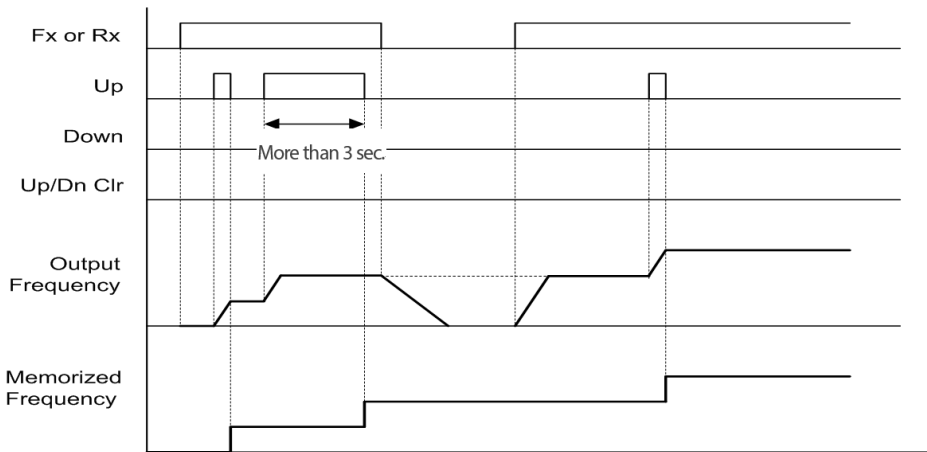 Fx or Rx
Up
Down
More than 3 sec.
Up/Dn Clr
Output
Frequency
Memorized
Frequency